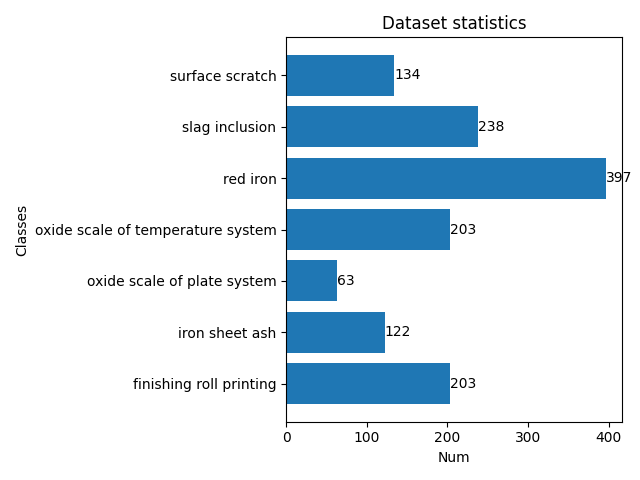 Dataset statistics
Classes
surface scratch 134
slag inclusion 238
red iron 397
oxide scale of temperature system 203
oxide scale of plate system 63
iron sheet ash 122
finishing roll printing 203
0 100 200 300 400
Num